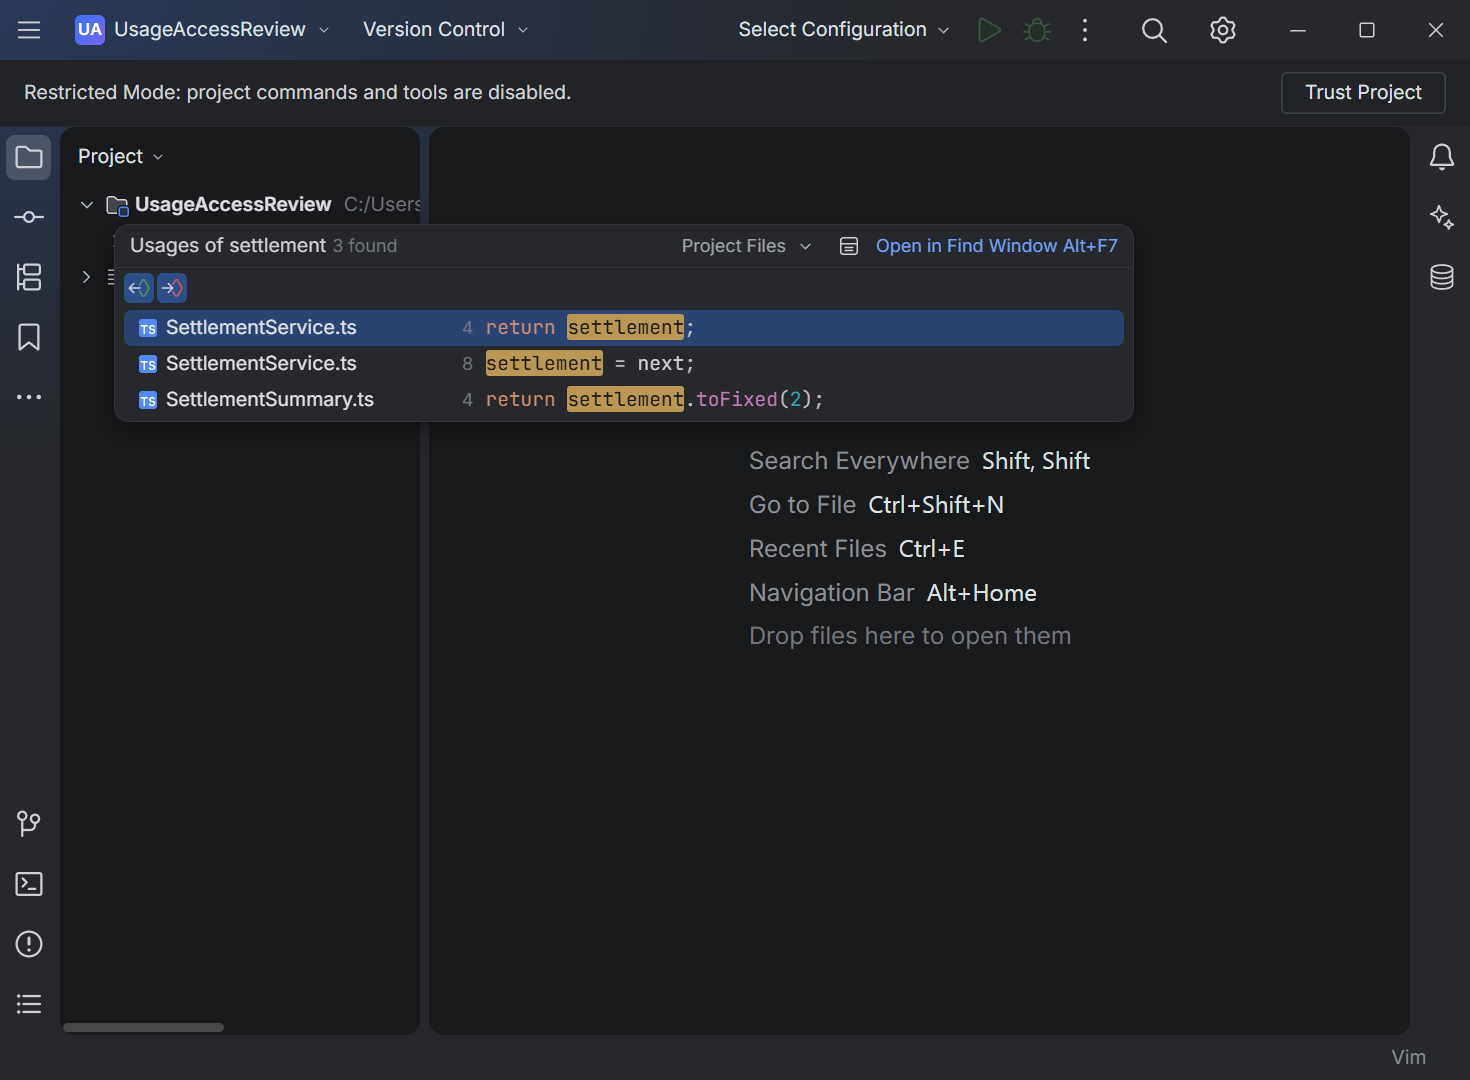 UA UsageAccessReview Version Control Select Configuration
Restricted Mode: project commands and tools are disabled. Trust Project
Project
UsageAccessReview C:/Users
Usages of settlement 3 found Project Files Open in Find Window Alt+F7
TS SettlementService.ts 4 return settlement;
TS SettlementService.ts 8 settlement = next;
TS SettlementSummary.ts 4 return settlement.toFixed(2);
Search Everywhere Shift, Shift
Go to File Ctrl+Shift+N
Recent Files Ctrl+E
Navigation Bar Alt+Home
Drop files here to open them
Vim